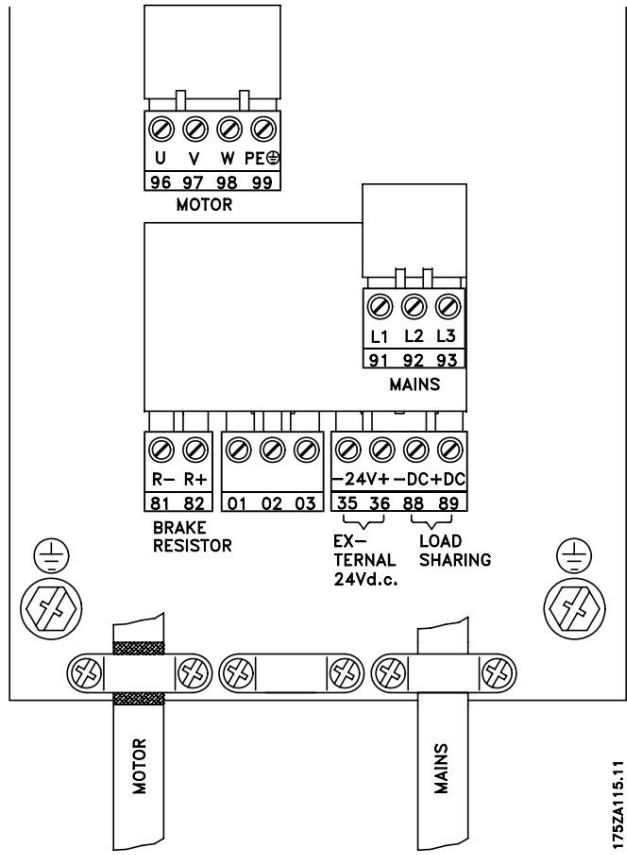 U V W PE
96 97 98 99
MOTOR
L1 L2 L3
91 92 93
MAINS
R- R+
81 82
BRAKE
RESISTOR
01 02 03
-24V+ -DC+DC
35 36 88 89
EX-
TERNAL
24Vd.c.
LOAD
SHARING
MOTOR
MAINS
175ZA115.11